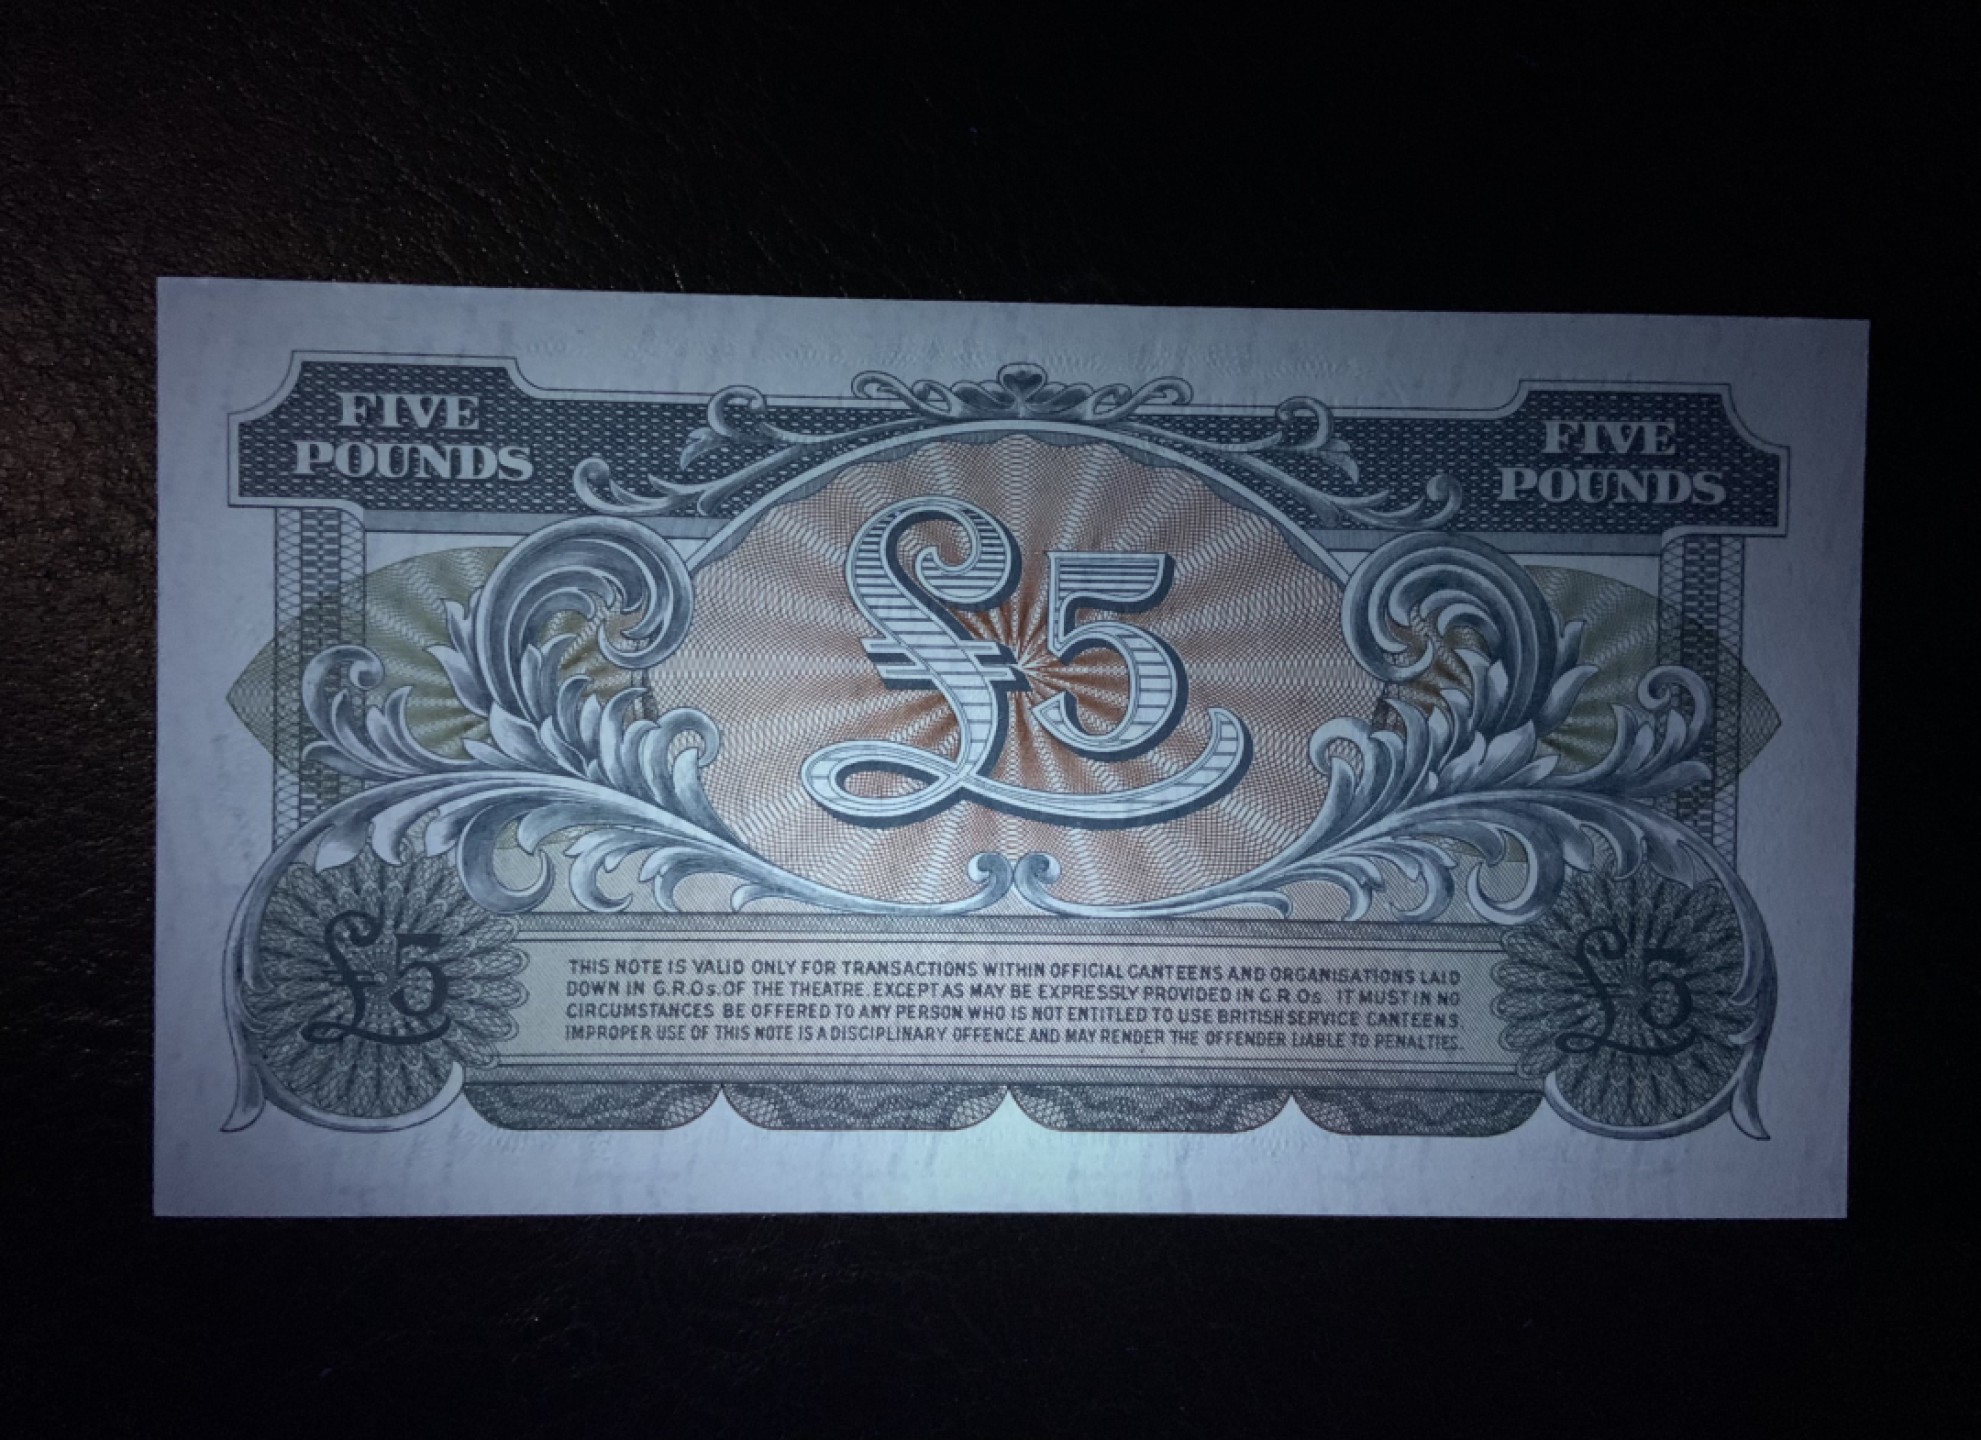 FIVE
POUNDS
FIVE
POUNDS
£5
£5
£5
THIS NOTE IS VALID ONLY FOR TRANSACTIONS WITHIN OFFICIAL CANTEENS AND ORGANISATIONS LAID
DOWN IN G.R.Os. OF THE THEATRE. EXCEPT AS MAY BE EXPRESSLY PROVIDED IN G.R.Os. IT MUST IN NO
CIRCUMSTANCES BE OFFERED TO ANY PERSON WHO IS NOT ENTITLED TO USE BRITISH SERVICE CANTEENS.
IMPROPER USE OF THIS NOTE IS A DISCIPLINARY OFFENCE AND MAY RENDER THE OFFENDER LIABLE TO PENALTIES.